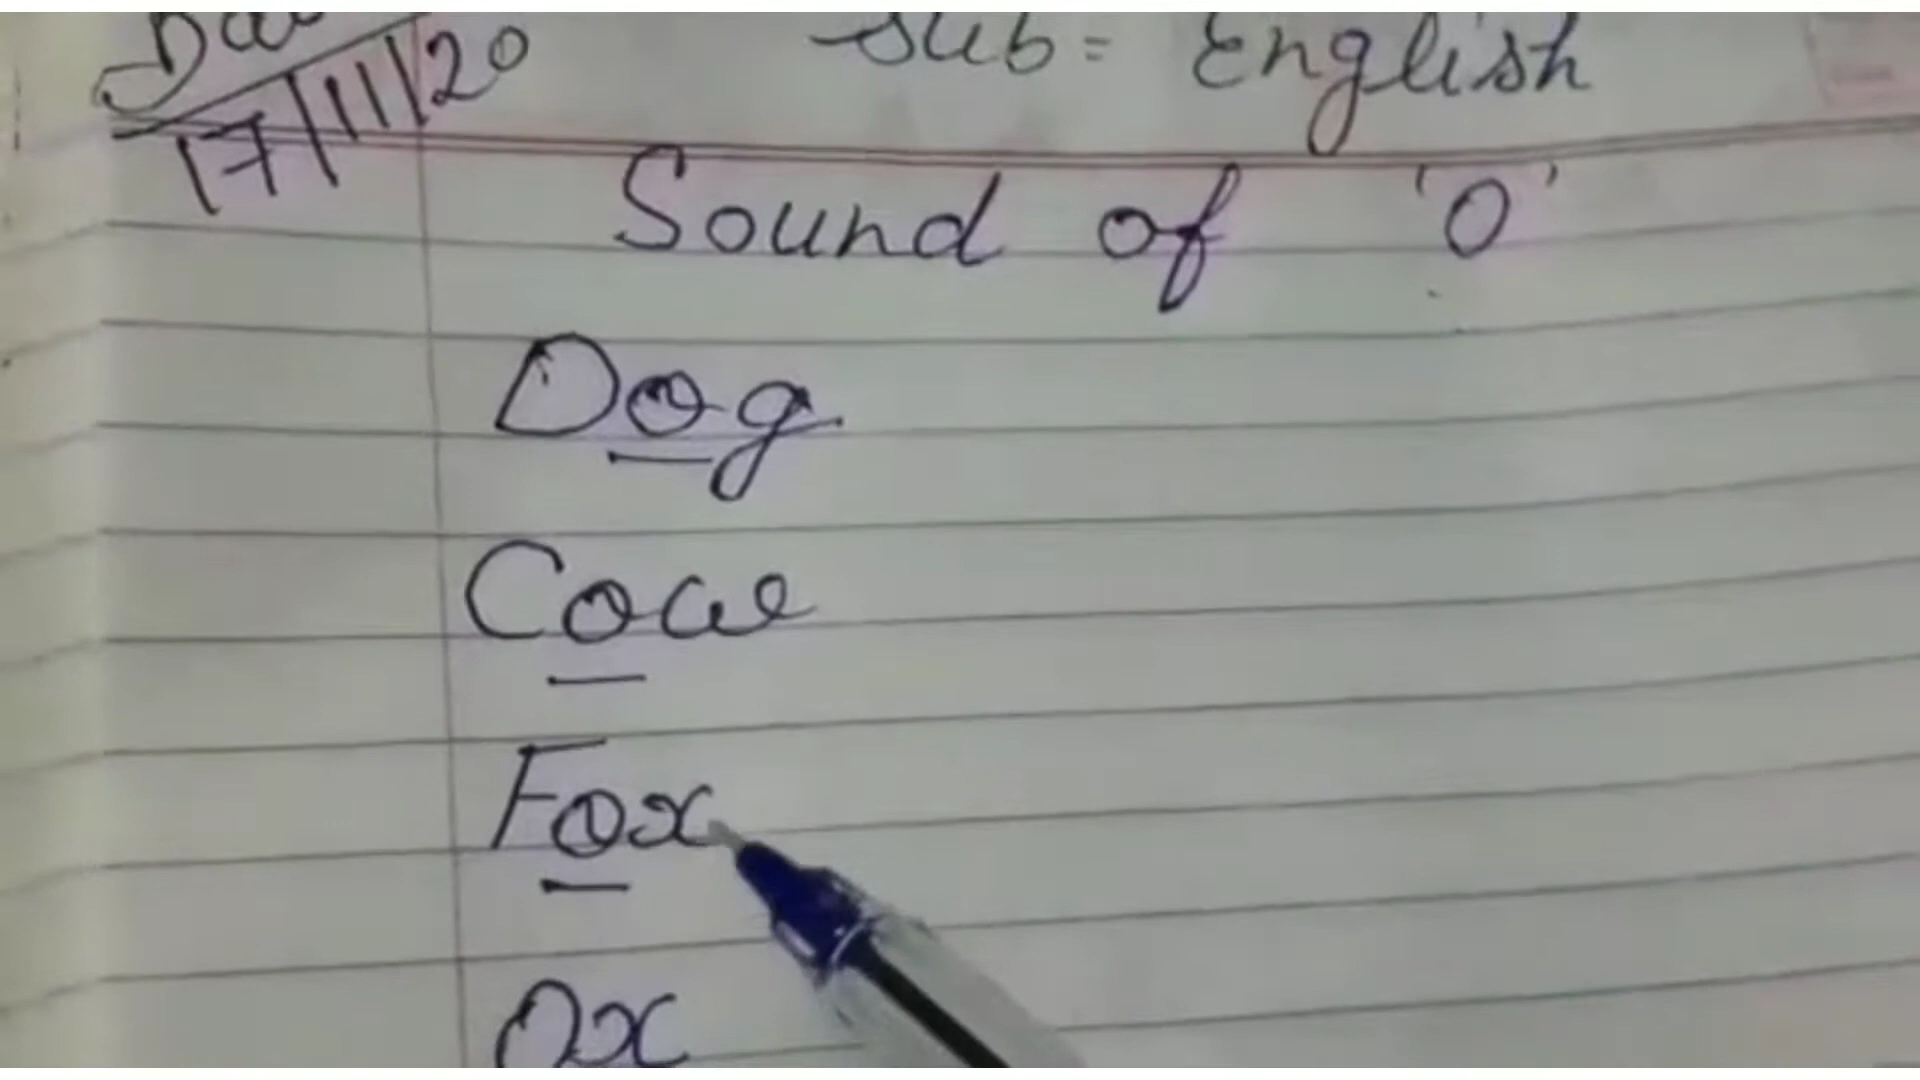 Sub = English
17/11/20
Sound of 'O'
Dog
Cow
Fox
Ox